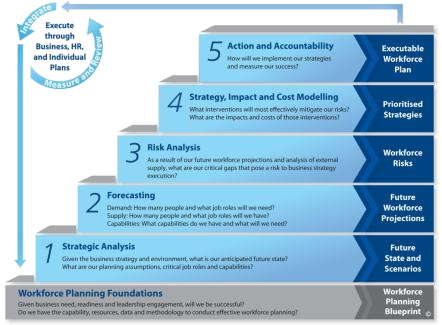 Integrate
Execute
through
Business, HR,
and Individual
Plans
Measure and Review
5 Action and Accountability
How will we implement our strategies
and measure our success?
Executable
Workforce
Plan
4 Strategy, Impact and Cost Modelling
What interventions will most effectively mitigate our risks?
What are the impacts and costs of those interventions?
Prioritised
Strategies
3 Risk Analysis
As a result of our future workforce projections and analysis of external
supply, what are our critical gaps that pose a risk to business strategy
execution?
Workforce
Risks
2 Forecasting
Demand: How many people and what job roles will we need?
Supply: How many people and what job roles will we have?
Capabilities: What capabilities do we have and what will we need?
Future
Workforce
Projections
1 Strategic Analysis
Given the business strategy and environment, what is our anticipated future state?
What are our planning assumptions, critical job roles and capabilities?
Future
State and
Scenarios
Workforce Planning Foundations
Given business need, readiness and leadership engagement, will we be successful?
Do we have the capability, resources, data and methodology to conduct effective workforce planning?
Workforce
Planning
Blueprint ©